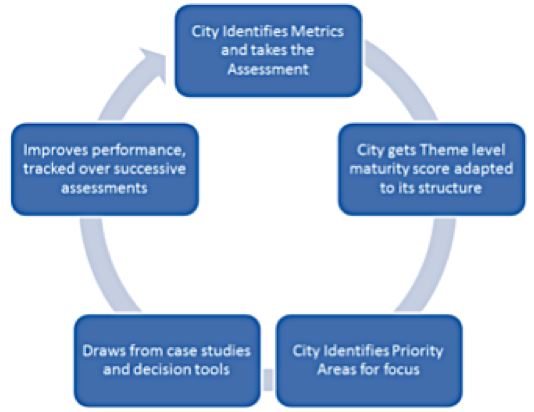 City Identifies Metrics
and takes the
Assessment
City gets Theme level
maturity score adapted
to its structure
City Identifies Priority
Areas for focus
Draws from case studies
and decision tools
Improves performance,
tracked over successive
assessments